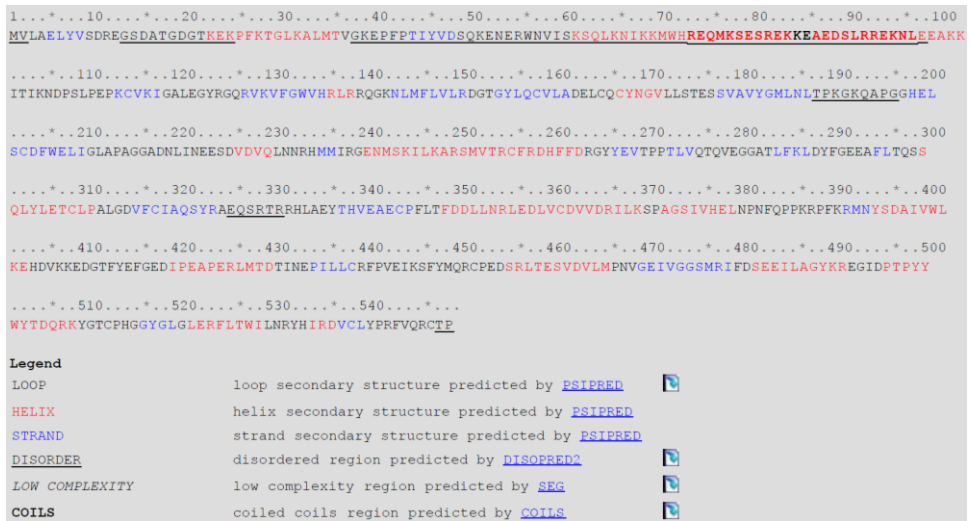 1...*...10....*...20....*...30....*...40....*...50....*...60....*...70....*...80....*...90....*..100
MVLAELYVSDREGSDATGDGTKEKPFKTGLKALMTVGKEPFPTIYVDSQKENERWNVISKSQLKNIKKMWHREQMKSESREKKEAEDSLRREKNLEEAKK
....*..110....*..120....*..130....*..140....*..150....*..160....*..170....*..180....*..190....*..200
ITIKNDPSLPEPKCVKIGALEGYRGQRVKVFGWVHRLRRQGKNLMFLVLRDGTGYLQCVLADELCQCYNGVLLSTESSVAVYGMLNLTPKGKQAPGGHEL
....*..210....*..220....*..230....*..240....*..250....*..260....*..270....*..280....*..290....*..300
SCDFWELIGLAPAGGADNLINEESDVDVQLNNRHMMIRGENMSKILKARSMVTRCFRDHFFDRGYYEVTPPTLVQTQVEGGATLFKLDYFGEEAFLTQSS
....*..310....*..320....*..330....*..340....*..350....*..360....*..370....*..380....*..390....*..400
QLYLETCLPALGDVFCIAQSYRAEQSRTRRHLAEYTHVEAECPFLTFDDLLNRLEDLVCDVVDRILKSPAGSIVHELNPNFQPPKRPFKRMNYSDAIVWL
....*..410....*..420....*..430....*..440....*..450....*..460....*..470....*..480....*..490....*..500
KEHDVKKEDGTFYEFGEDIPEAPERLMTDTINEPILLCRFPVEIKSFYMQRCPEDSRLTESVDVLMPNVGEIVGGSMRIFDSEEILAGYKREGIDPTPYY
....*..510....*..520....*..530....*..540....*...
WYTDQRKYGTCPHGGYGLGLERFLTWILNRYHIRDVCLYPRFVQRCTP
Legend
LOOP loop secondary structure predicted by PSIPRED
HELIX helix secondary structure predicted by PSIPRED
STRAND strand secondary structure predicted by PSIPRED
DISORDER disordered region predicted by DISOPRED2
LOW COMPLEXITY low complexity region predicted by SEG
COILS coiled coils region predicted by COILS